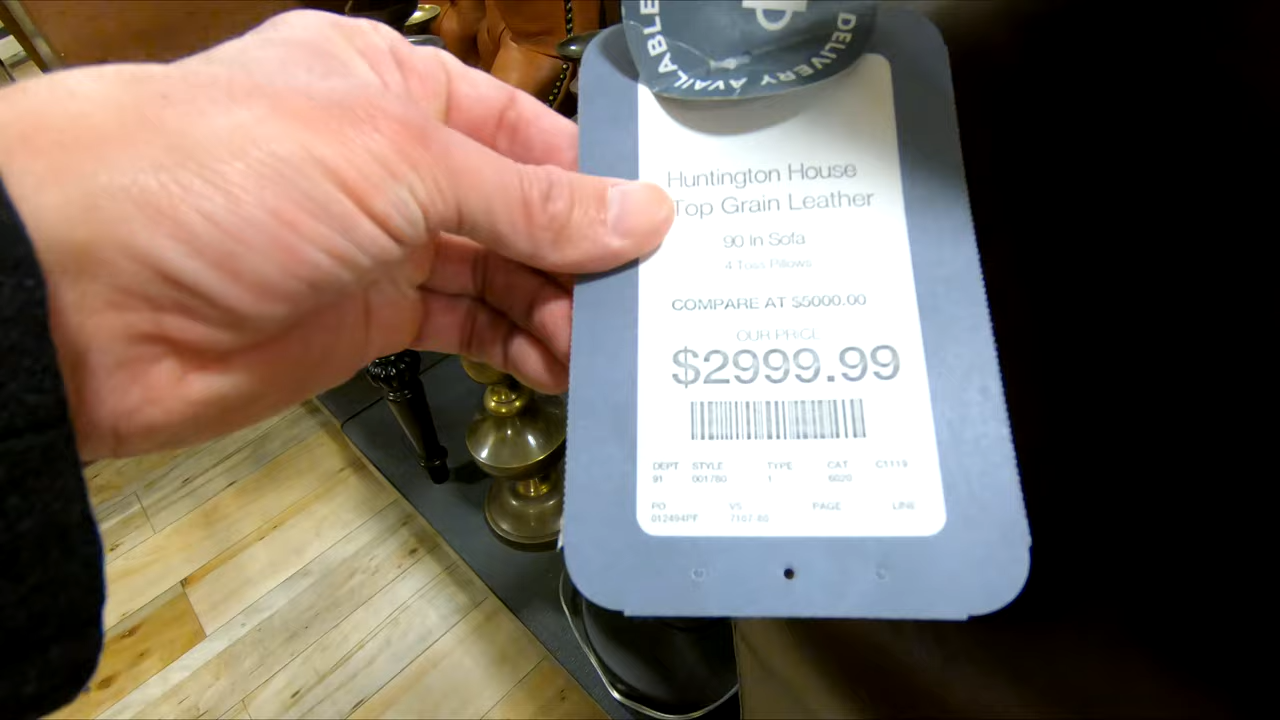 DELIVERY AVAILABLE
Huntington House
Top Grain Leather
90 In Sofa
4 Toss Pillows
COMPARE AT $5000.00
OUR PRICE
$2999.99
DEPT STYLE TYPE CAT C1119
91 001780 1 6020
PO VS PAGE LINE
012494PF 7107 80